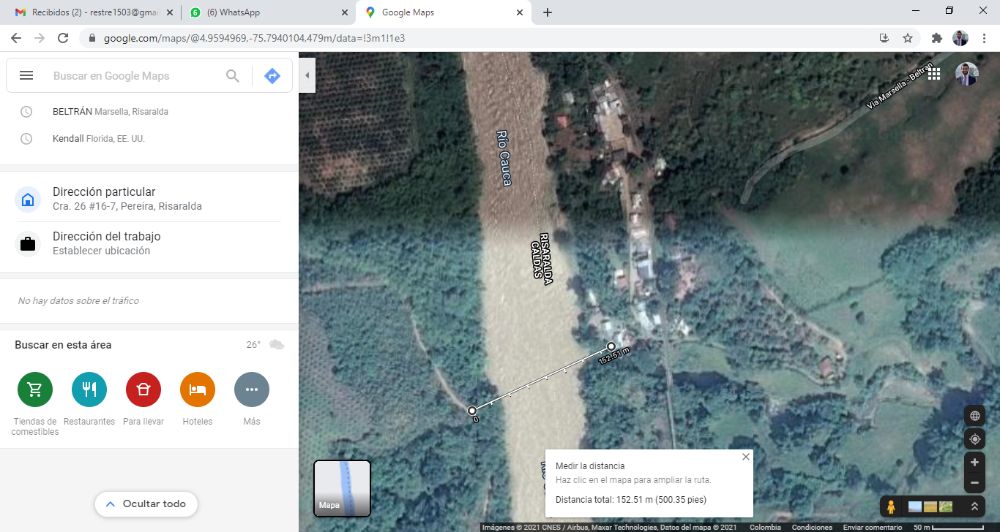 Recibidos (2) - restre1503@gmai
6
(6) WhatsApp
Google Maps
google.com/maps/@4.9594969,-75.7940104,479m/data=!3m1!1e3
Buscar en Google Maps
BELTRÁN Marsella, Risaralda
Kendall Florida, EE. UU.
Dirección particular
Cra. 26 #16-7, Pereira, Risaralda
Dirección del trabajo
Establecer ubicación
No hay datos sobre el tráfico
Buscar en esta área
26°
Tiendas de comestibles
Restaurantes
Para llevar
Hoteles
Más
Ocultar todo
Vía Marsella - Beltran
Río Cauca
RISARALDA
CALDAS
152.51 m
0
Mapa
Medir la distancia
Haz clic en el mapa para ampliar la ruta.
Distancia total: 152.51 m (500.35 pies)
Imágenes © 2021 CNES / Airbus, Maxar Technologies, Datos del mapa © 2021
Colombia
Condiciones
Enviar comentario
50 m